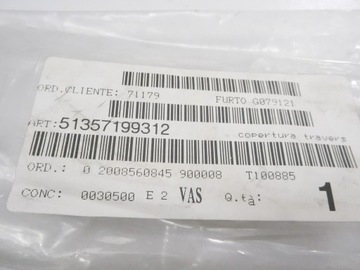 ORD.CLIENTE: 71179 FURTO G079121
ART:51357199312 copertura travers
ORD.: 0 2008560845 900008 T100885
CONC: 0030500 E 2 VAS Q.tà: 1